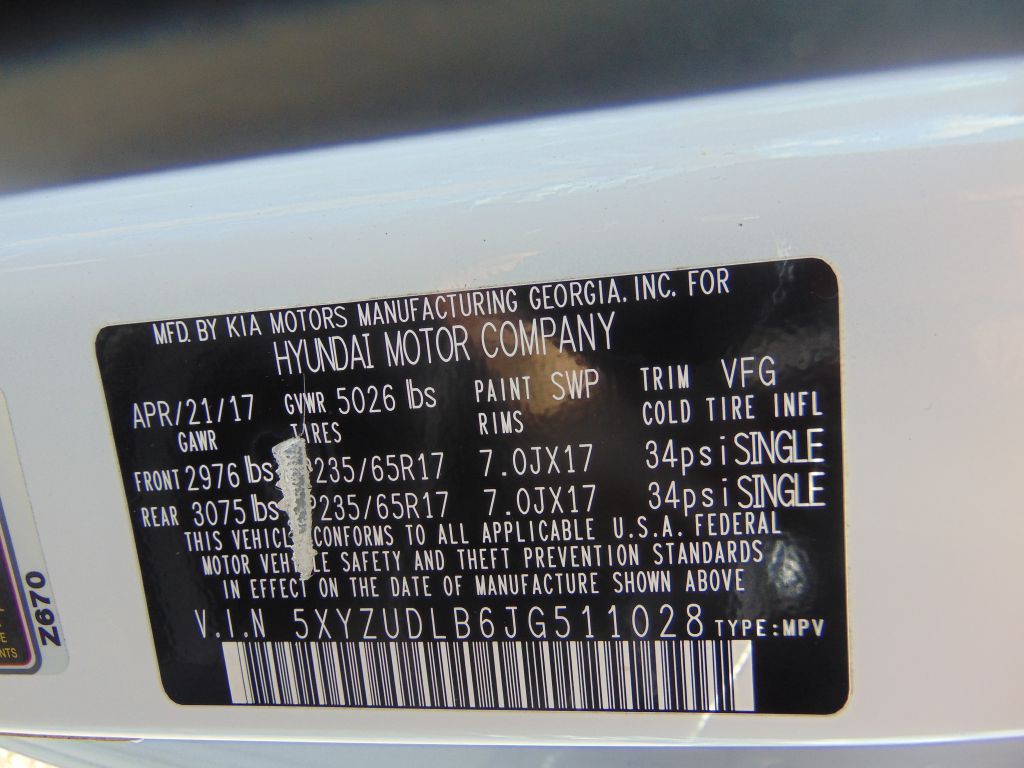 MFD. BY KIA MOTORS MANUFACTURING GEORGIA. INC. FOR
HYUNDAI MOTOR COMPANY
APR/21/17 GVWR 5026 lbs PAINT SWP TRIM VFG
GAWR TIRES RIMS COLD TIRE INFL
FRONT 2976 lbs P235/65R17 7.0JX17 34psi SINGLE
REAR 3075 lbs P235/65R17 7.0JX17 34psi SINGLE
THIS VEHICLE CONFORMS TO ALL APPLICABLE U.S.A. FEDERAL
MOTOR VEHICLE SAFETY AND THEFT PREVENTION STANDARDS
IN EFFECT ON THE DATE OF MANUFACTURE SHOWN ABOVE
V.I.N 5XYZUDLB6JG511028 TYPE:MPV
Z670